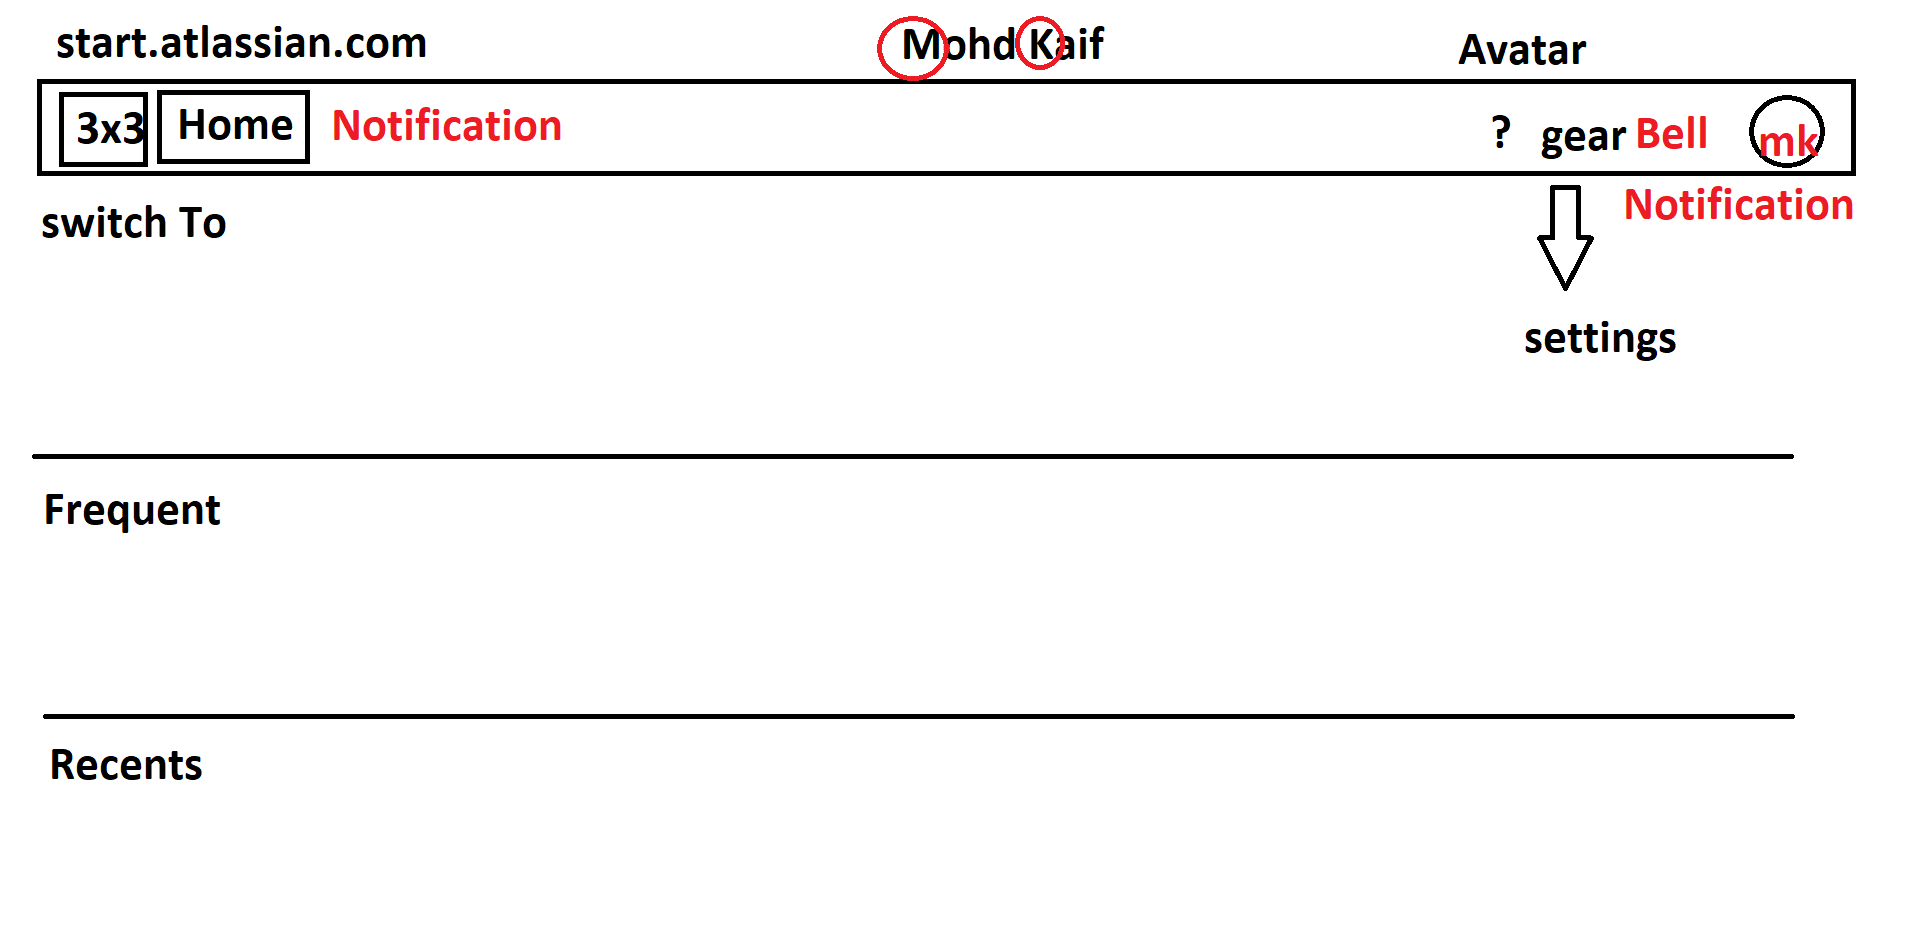 start.atlassian.com Mohd Kaif Avatar
3x3 Home Notification ? gear Bell mk
switch To Notification
settings
Frequent
Recents